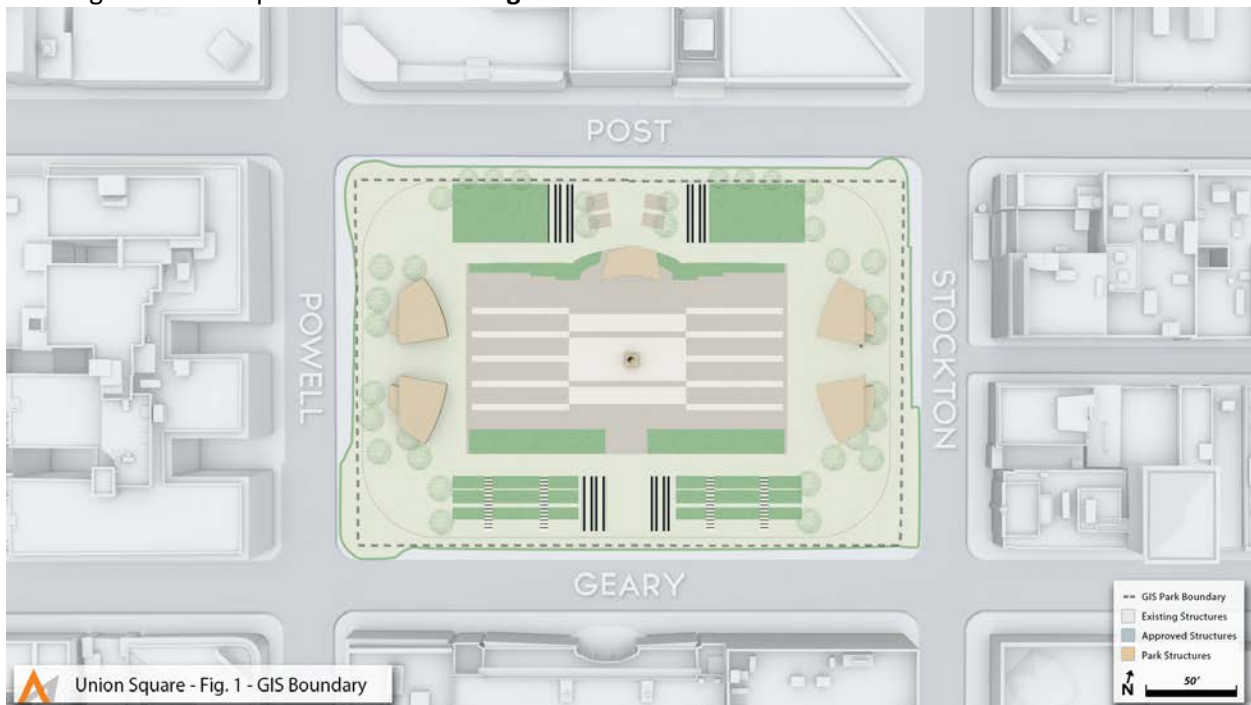 POST
POWELL
STOCKTON
GEARY
-- GIS Park Boundary
Existing Structures
Approved Structures
Park Structures
N
50'
Union Square - Fig. 1 - GIS Boundary